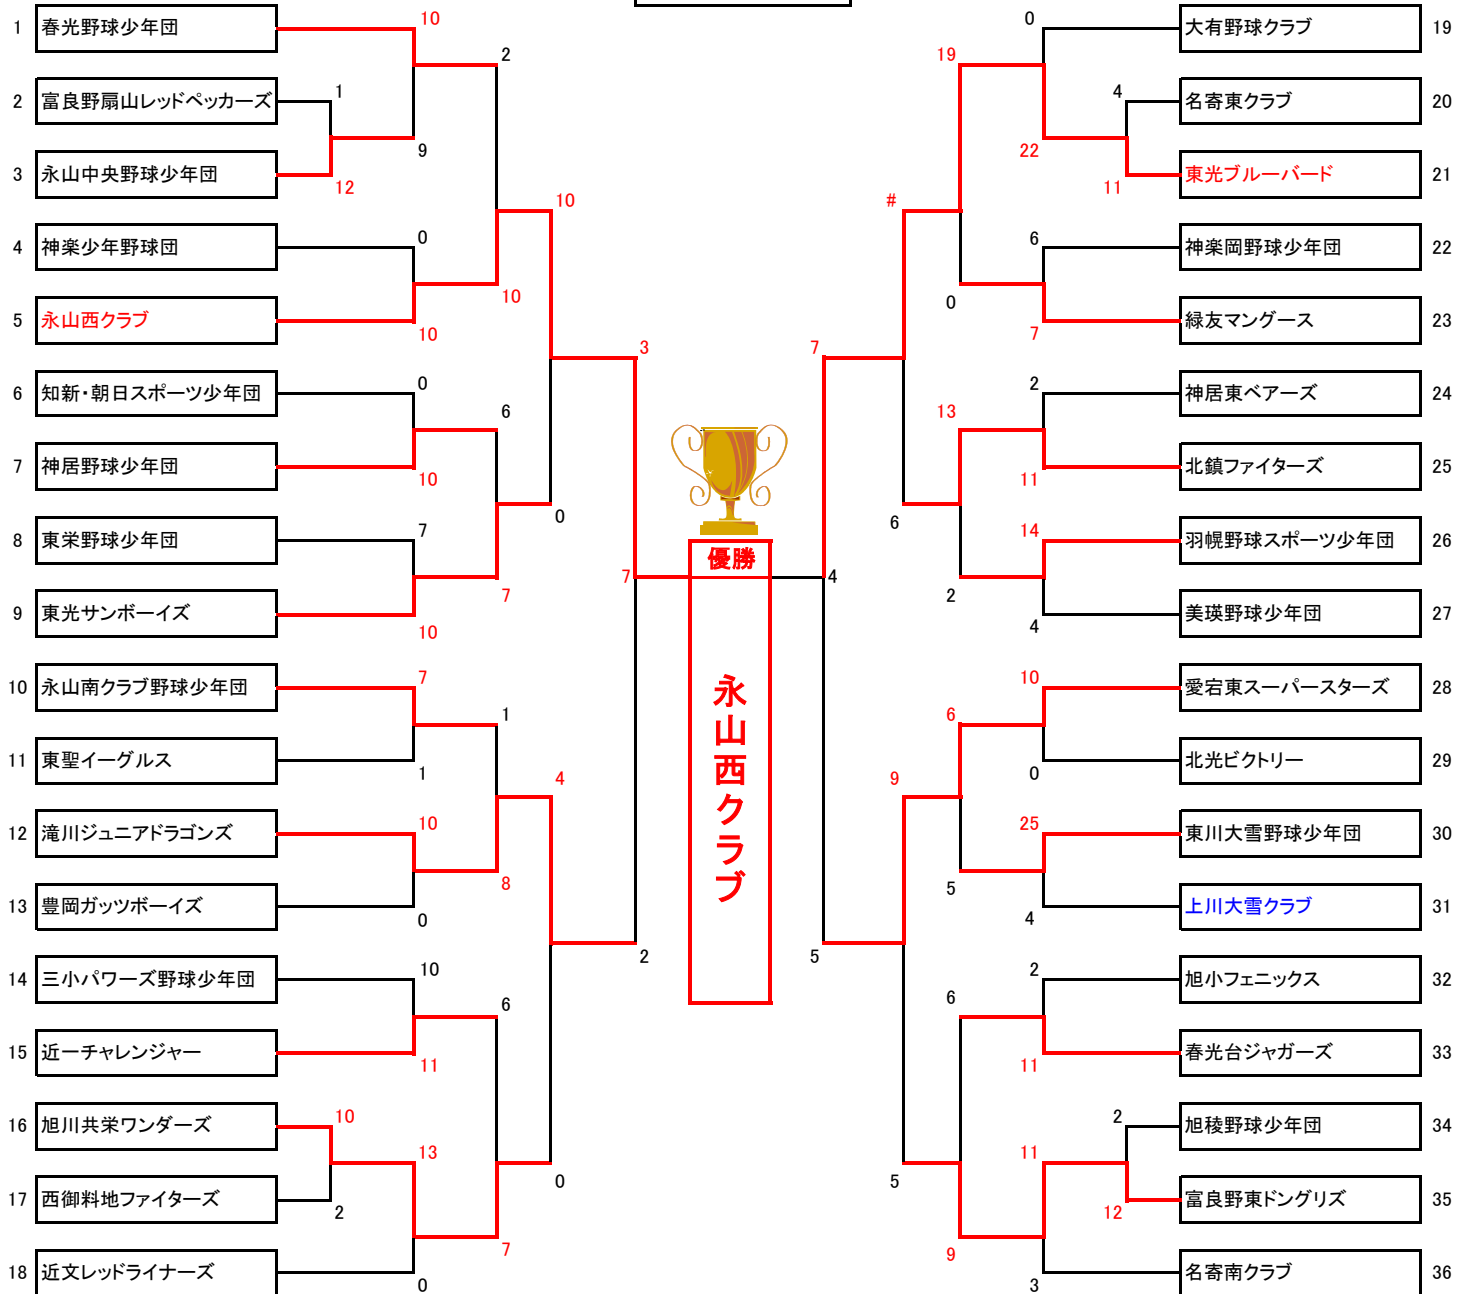 1 春光野球少年団 10
2
2 富良野扇山レッドペッカーズ 1
9
3 永山中央野球少年団 12
10
4 神楽少年野球団 0
10
5 永山西クラブ 10
3
6 知新・朝日スポーツ少年団 0
6
7 神居野球少年団 10
0
8 東栄野球少年団 7
7
9 東光サンボーイズ 10
7
10 永山南クラブ野球少年団 7
1
11 東聖イーグルス 1
4
12 滝川ジュニアドラゴンズ 10
8
13 豊岡ガッツボーイズ 0
2
14 三小パワーズ野球少年団 10
6
15 近一チャレンジャー 11
16 旭川共栄ワンダーズ 10
13
17 西御料地ファイターズ 2
0
7
18 近文レッドライナーズ 0
優勝
永山西クラブ
0 大有野球クラブ 19
19
4 名寄東クラブ 20
22
11 東光ブルーバード 21
#
6 神楽岡野球少年団 22
0
7 緑友マングース 23
7
2 神居東ベアーズ 24
13
11 北鎮ファイターズ 25
6
14 羽幌野球スポーツ少年団 26
2
4 美瑛野球少年団 27
4
10 愛宕東スーパースターズ 28
6
0 北光ビクトリー 29
9
25 東川大雪野球少年団 30
5
4 上川大雪クラブ 31
5
2 旭小フェニックス 32
6
11 春光台ジャガーズ 33
2 旭稜野球少年団 34
11
12 富良野東ドングリズ 35
5
9
3 名寄南クラブ 36